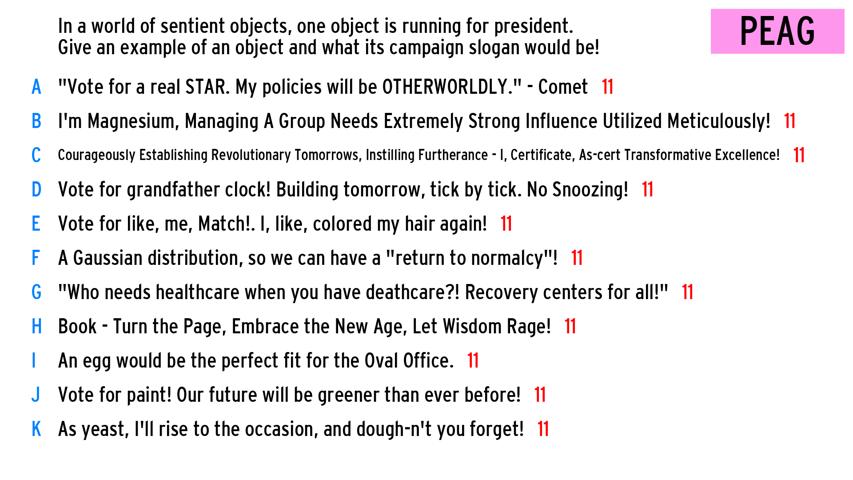 In a world of sentient objects, one object is running for president.
Give an example of an object and what its campaign slogan would be!
PEAG
A "Vote for a real STAR. My policies will be OTHERWORLDLY." - Comet 11
B I'm Magnesium, Managing A Group Needs Extremely Strong Influence Utilized Meticulously! 11
C Courageously Establishing Revolutionary Tomorrows, Instilling Furtherance - I, Certificate, As-cert Transformative Excellence! 11
D Vote for grandfather clock! Building tomorrow, tick by tick. No Snoozing! 11
E Vote for like, me, Match!. I, like, colored my hair again! 11
F A Gaussian distribution, so we can have a "return to normalcy"! 11
G "Who needs healthcare when you have deathcare?! Recovery centers for all!" 11
H Book - Turn the Page, Embrace the New Age, Let Wisdom Rage! 11
I An egg would be the perfect fit for the Oval Office. 11
J Vote for paint! Our future will be greener than ever before! 11
K As yeast, I'll rise to the occasion, and dough-n't you forget! 11